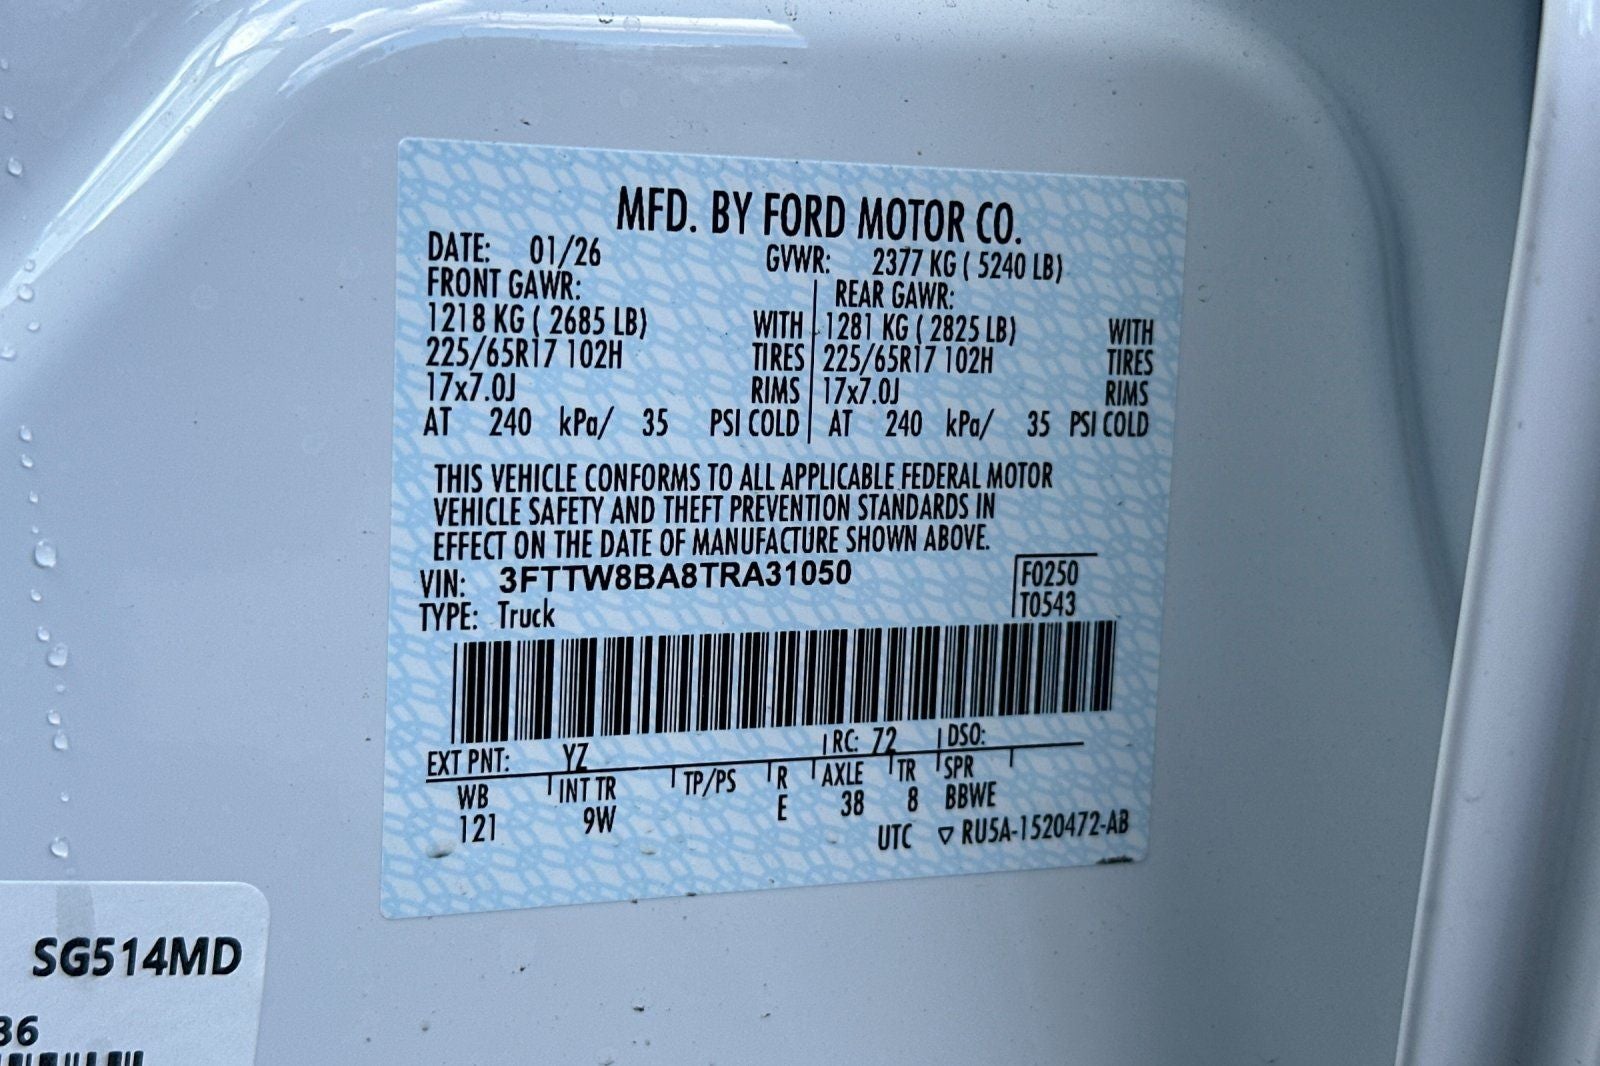 MFD. BY FORD MOTOR CO.
DATE: 01/26 GVWR: 2377 KG ( 5240 LB)
FRONT GAWR: REAR GAWR:
1218 KG ( 2685 LB) WITH 1281 KG ( 2825 LB) WITH
225/65R17 102H TIRES 225/65R17 102H TIRES
17x7.0J RIMS 17x7.0J RIMS
AT 240 kPa/ 35 PSI COLD AT 240 kPa/ 35 PSI COLD
THIS VEHICLE CONFORMS TO ALL APPLICABLE FEDERAL MOTOR
VEHICLE SAFETY AND THEFT PREVENTION STANDARDS IN
EFFECT ON THE DATE OF MANUFACTURE SHOWN ABOVE.
VIN: 3FTTW8BA8TRA31050 F0250
TYPE: Truck T0543
EXT PNT: YZ RC: 72 DSO:
WB INT TR TP/PS R AXLE TR SPR
121 9W E 38 8 BBWE
UTC ▽ RU5A-1520472-AB
SG514MD
36